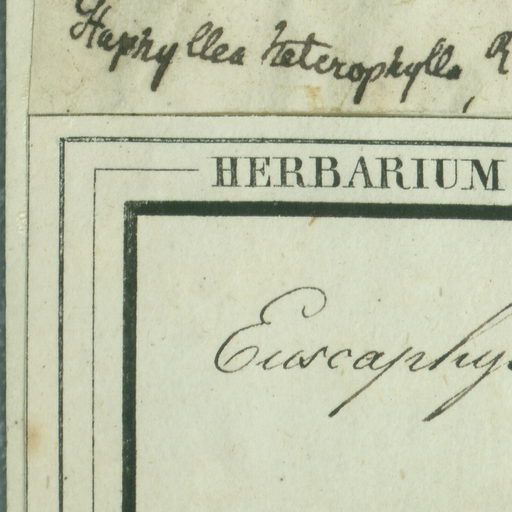 Staphyllea heterophylla, R
HERBARIUM
Euscaphy